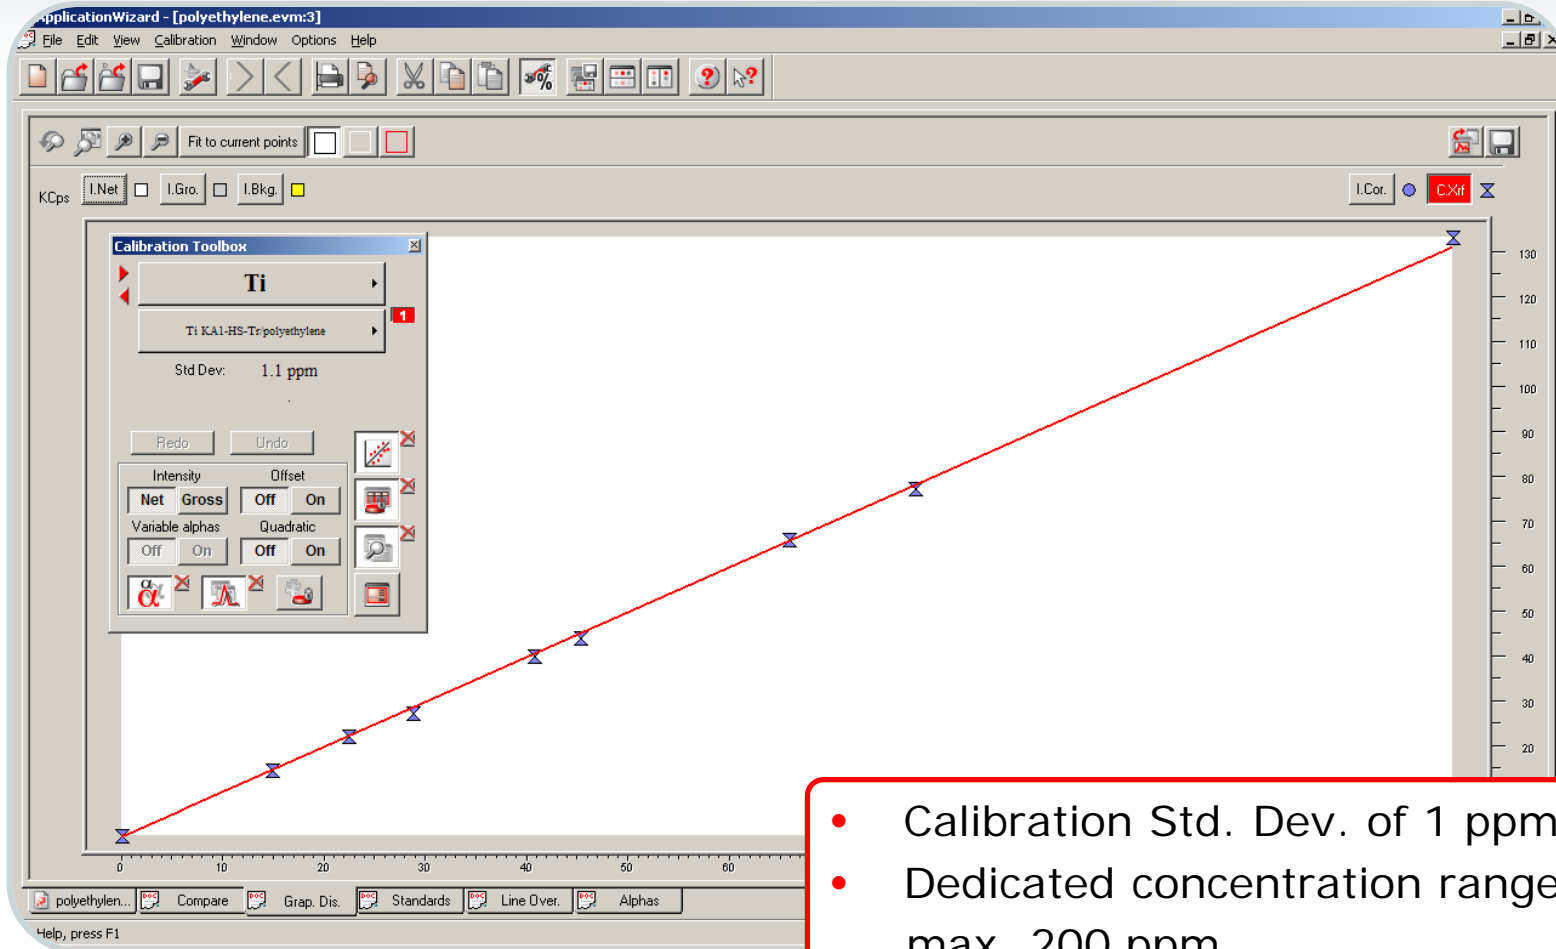 ApplicationWizard - [polyethylene.evm:3]
File Edit View Calibration Window Options Help
Fit to current points
KCps I.Net I.Gro. I.Bkg. I.Cor. C.Xrf
Calibration Toolbox
Ti
Ti KA1-HS-Tr/polyethylene
1
Std Dev: 1.1 ppm
Redo Undo
Intensity Offset
Net Gross Off On
Variable alphas Quadratic
Off On Off On
130
120
110
100
90
80
70
60
50
40
30
20
0 10 20 30 40 50 60
• Calibration Std. Dev. of 1 ppm
• Dedicated concentration range
max. 200 ppm
polyethylen... Compare Grap. Dis. Standards Line Over. Alphas
Help, press F1